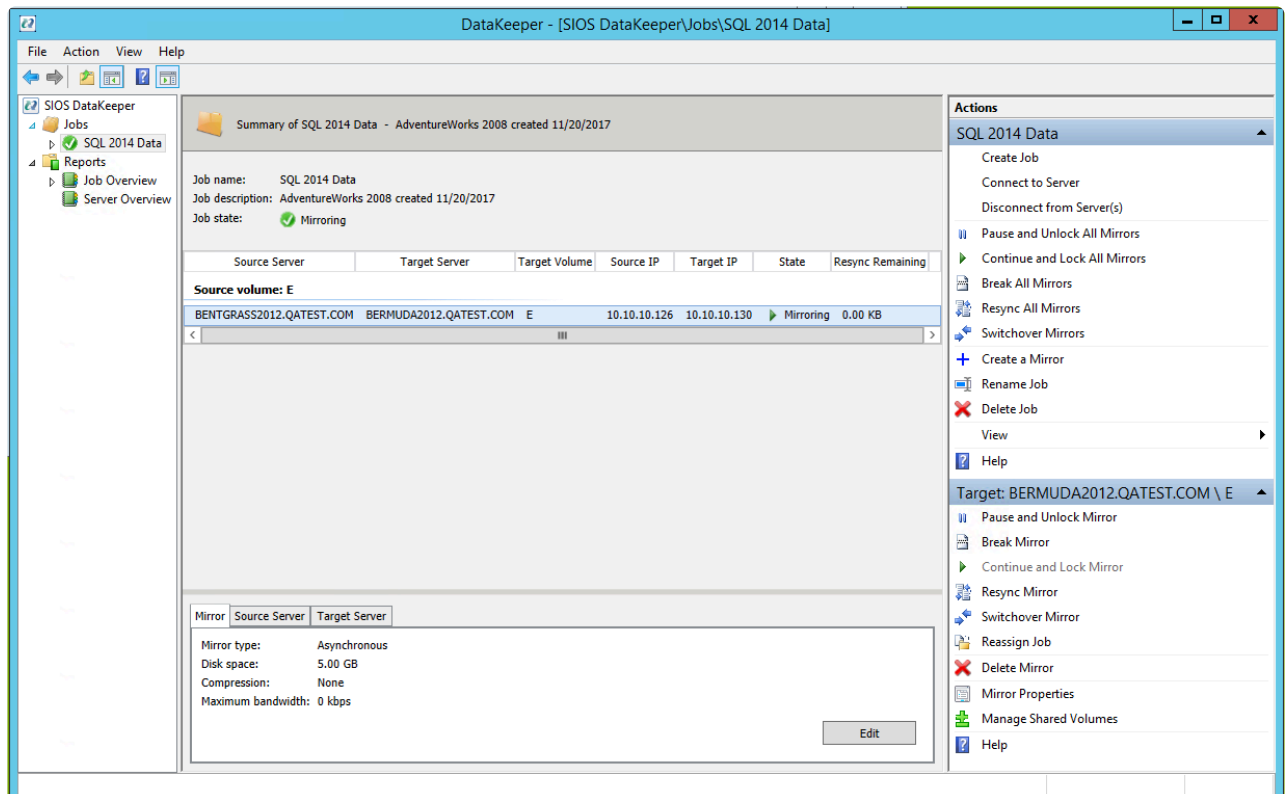 DataKeeper - [SIOS DataKeeper\Jobs\SQL 2014 Data]
File Action View Help
SIOS DataKeeper
Jobs
SQL 2014 Data
Reports
Job Overview
Server Overview
Summary of SQL 2014 Data - AdventureWorks 2008 created 11/20/2017
Job name: SQL 2014 Data
Job description: AdventureWorks 2008 created 11/20/2017
Job state: Mirroring
Source Server Target Server Target Volume Source IP Target IP State Resync Remaining
Source volume: E
BENTGRASS2012.QATEST.COM BERMUDA2012.QATEST.COM E 10.10.10.126 10.10.10.130 Mirroring 0.00 KB
Mirror Source Server Target Server
Mirror type: Asynchronous
Disk space: 5.00 GB
Compression: None
Maximum bandwidth: 0 kbps
Edit
Actions
SQL 2014 Data
Create Job
Connect to Server
Disconnect from Server(s)
Pause and Unlock All Mirrors
Continue and Lock All Mirrors
Break All Mirrors
Resync All Mirrors
Switchover Mirrors
Create a Mirror
Rename Job
Delete Job
View
Help
Target: BERMUDA2012.QATEST.COM \ E
Pause and Unlock Mirror
Break Mirror
Continue and Lock Mirror
Resync Mirror
Switchover Mirror
Reassign Job
Delete Mirror
Mirror Properties
Manage Shared Volumes
Help